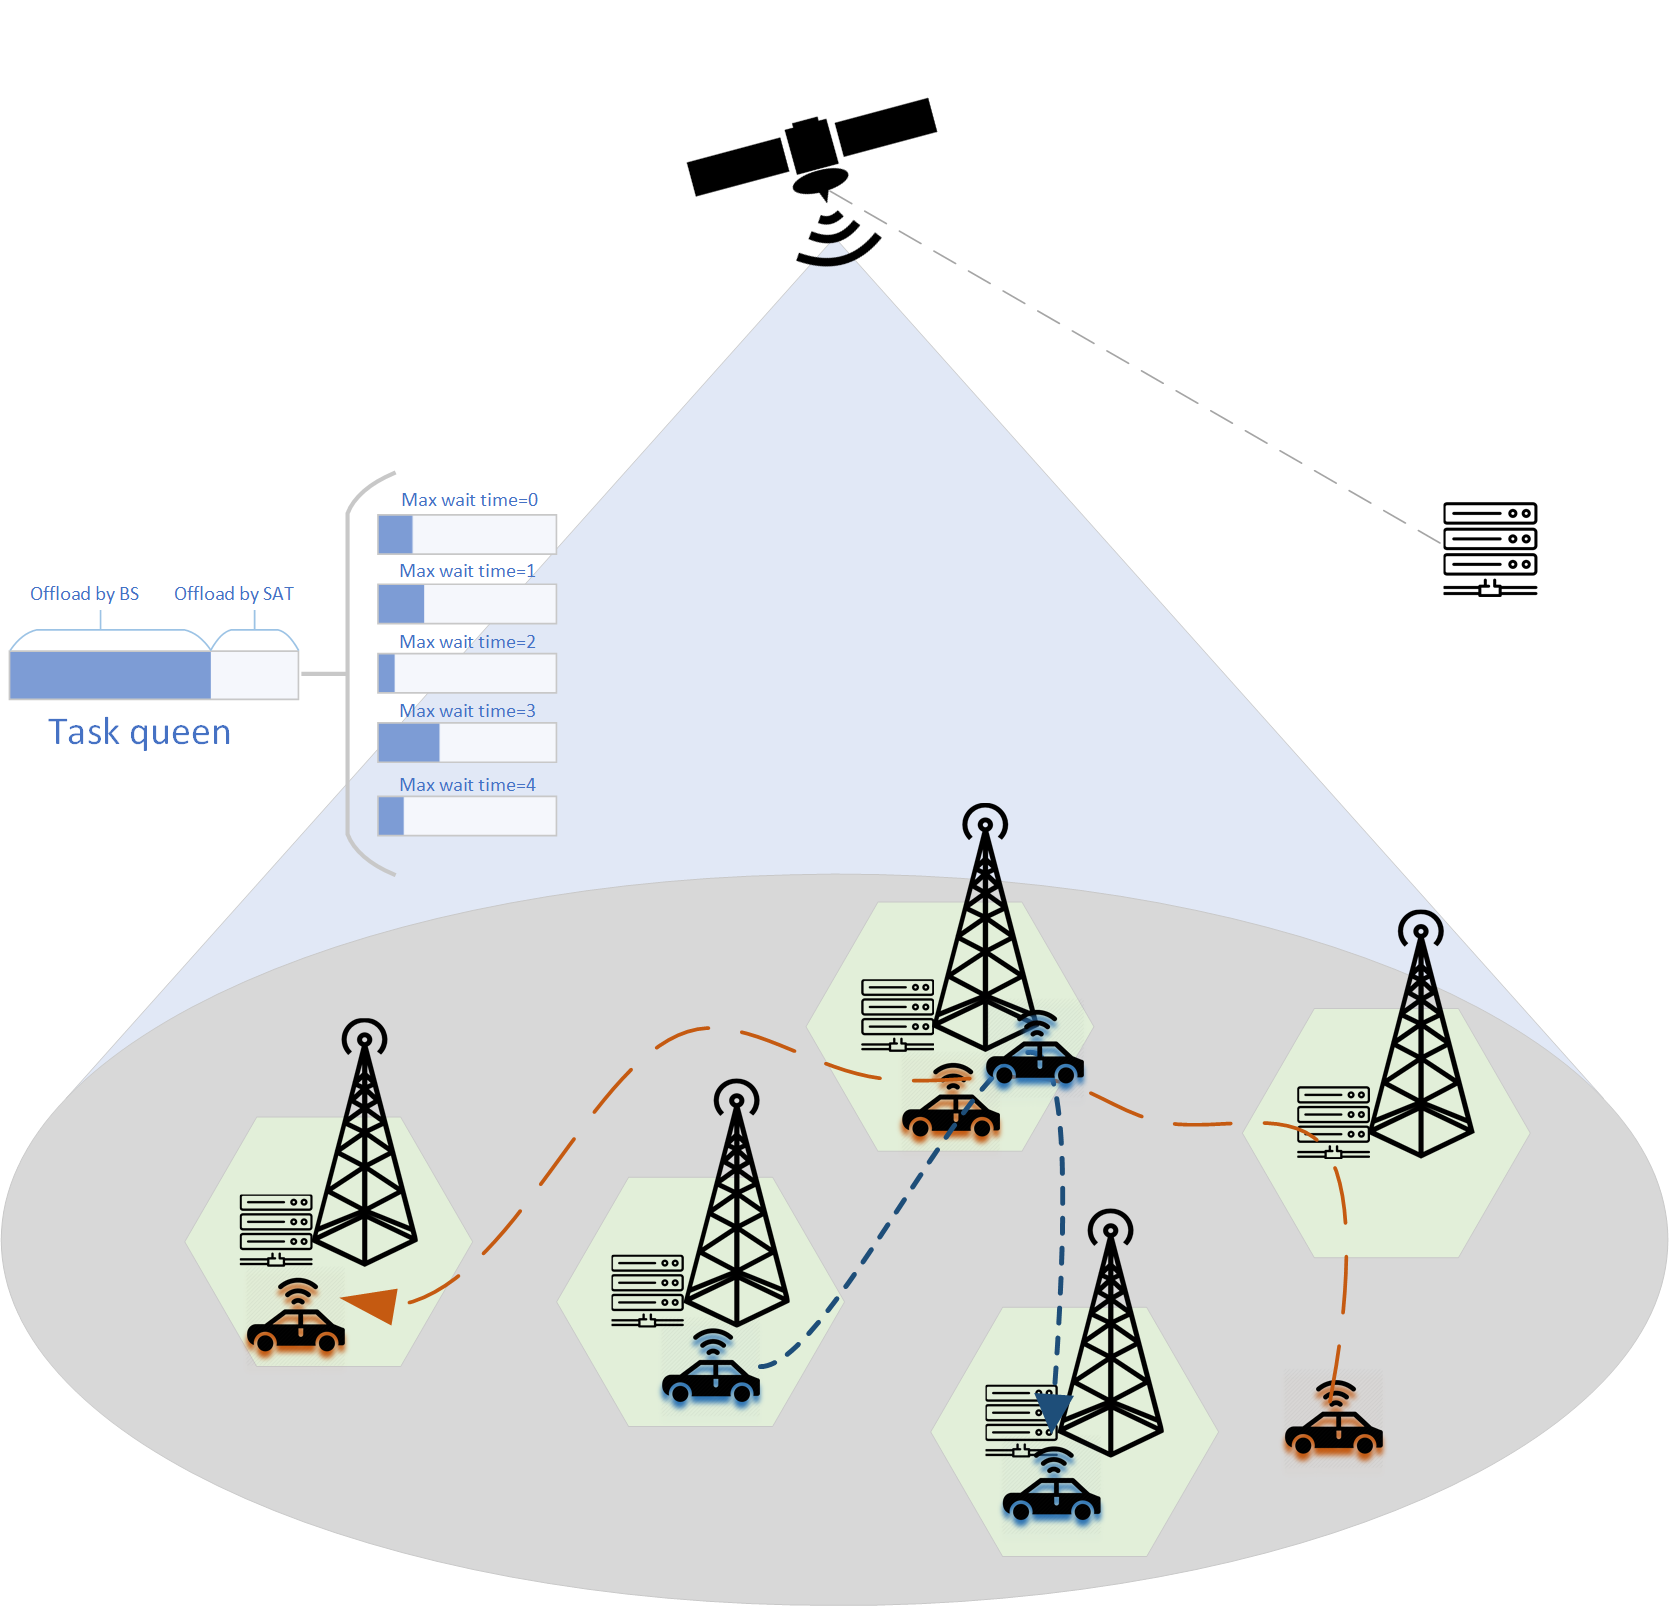 Max wait time=0
Max wait time=1
Offload by BS
Offload by SAT
Max wait time=2
Max wait time=3
Task queen
Max wait time=4